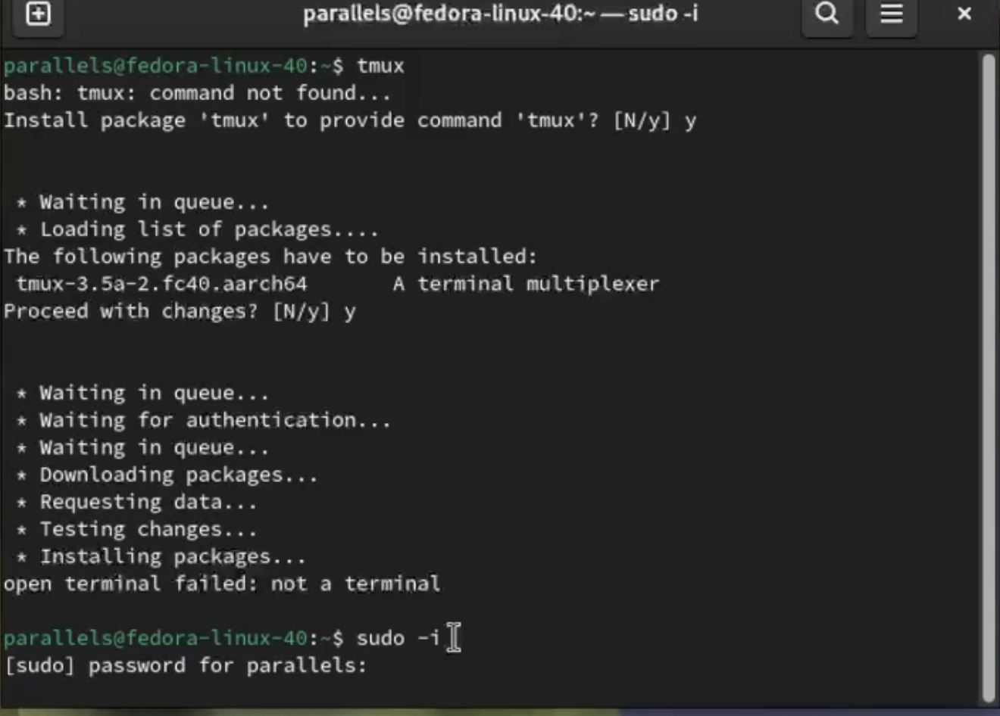 parallels@fedora-linux-40:~ — sudo -i
parallels@fedora-linux-40:~$ tmux
bash: tmux: command not found...
Install package 'tmux' to provide command 'tmux'? [N/y] y
* Waiting in queue...
* Loading list of packages....
The following packages have to be installed:
tmux-3.5a-2.fc40.aarch64 A terminal multiplexer
Proceed with changes? [N/y] y
* Waiting in queue...
* Waiting for authentication...
* Waiting in queue...
* Downloading packages...
* Requesting data...
* Testing changes...
* Installing packages...
open terminal failed: not a terminal
parallels@fedora-linux-40:~$ sudo -i
[sudo] password for parallels: